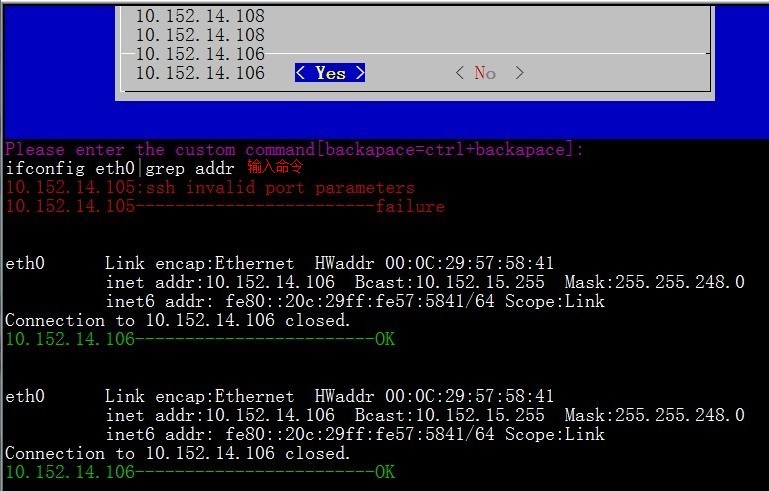 10.152.14.108
10.152.14.108
10.152.14.106
10.152.14.106 < Yes > < No >
Please enter the custom command[backapace=ctrl+backapace]:
ifconfig eth0|grep addr 输入命令
10.152.14.105:ssh invalid port parameters
10.152.14.105------------------------failure
eth0 Link encap:Ethernet HWaddr 00:0C:29:57:58:41
inet addr:10.152.14.106 Bcast:10.152.15.255 Mask:255.255.248.0
inet6 addr: fe80::20c:29ff:fe57:5841/64 Scope:Link
Connection to 10.152.14.106 closed.
10.152.14.106------------------------OK
eth0 Link encap:Ethernet HWaddr 00:0C:29:57:58:41
inet addr:10.152.14.106 Bcast:10.152.15.255 Mask:255.255.248.0
inet6 addr: fe80::20c:29ff:fe57:5841/64 Scope:Link
Connection to 10.152.14.106 closed.
10.152.14.106------------------------OK